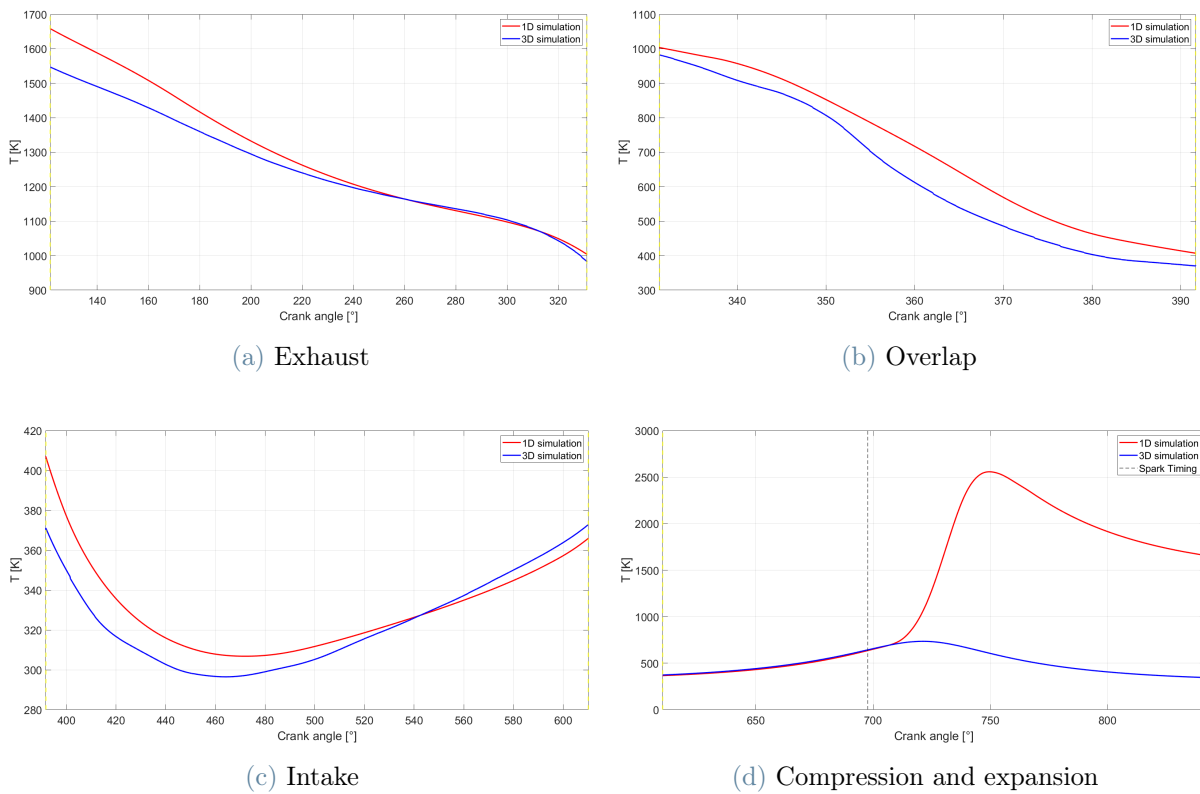 1700
1600
1500
1400
1300
1200
1100
1000
900
T [K]
140 160 180 200 220 240 260 280 300 320
Crank angle [°]
1D simulation
3D simulation
(a) Exhaust
1100
1000
900
800
700
600
500
400
300
T [K]
340 350 360 370 380 390
Crank angle [°]
1D simulation
3D simulation
(b) Overlap
420
400
380
360
340
320
300
280
T [K]
400 420 440 460 480 500 520 540 560 580 600
Crank angle [°]
1D simulation
3D simulation
(c) Intake
3000
2500
2000
1500
1000
500
0
T [K]
650 700 750 800
Crank angle [°]
1D simulation
3D simulation
Spark Timing
(d) Compression and expansion